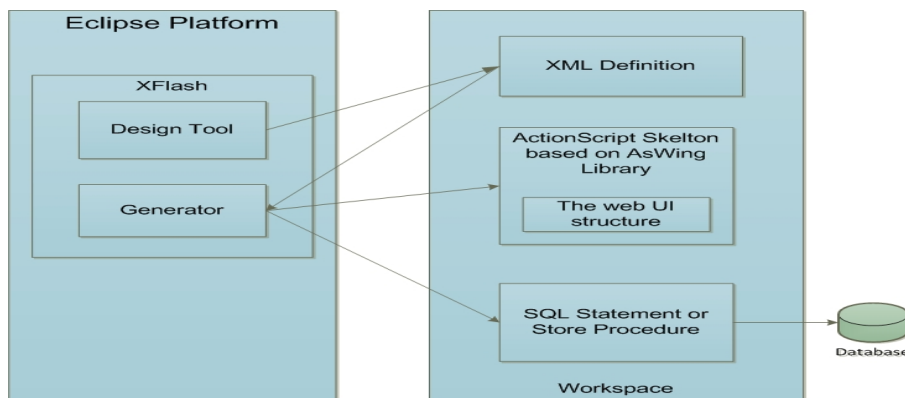 Eclipse Platform
XFlash
Design Tool
Generator
XML Definition
ActionScript Skelton
based on AsWing
Library
The web UI
structure
SQL Statement or
Store Procedure
Workspace
Database